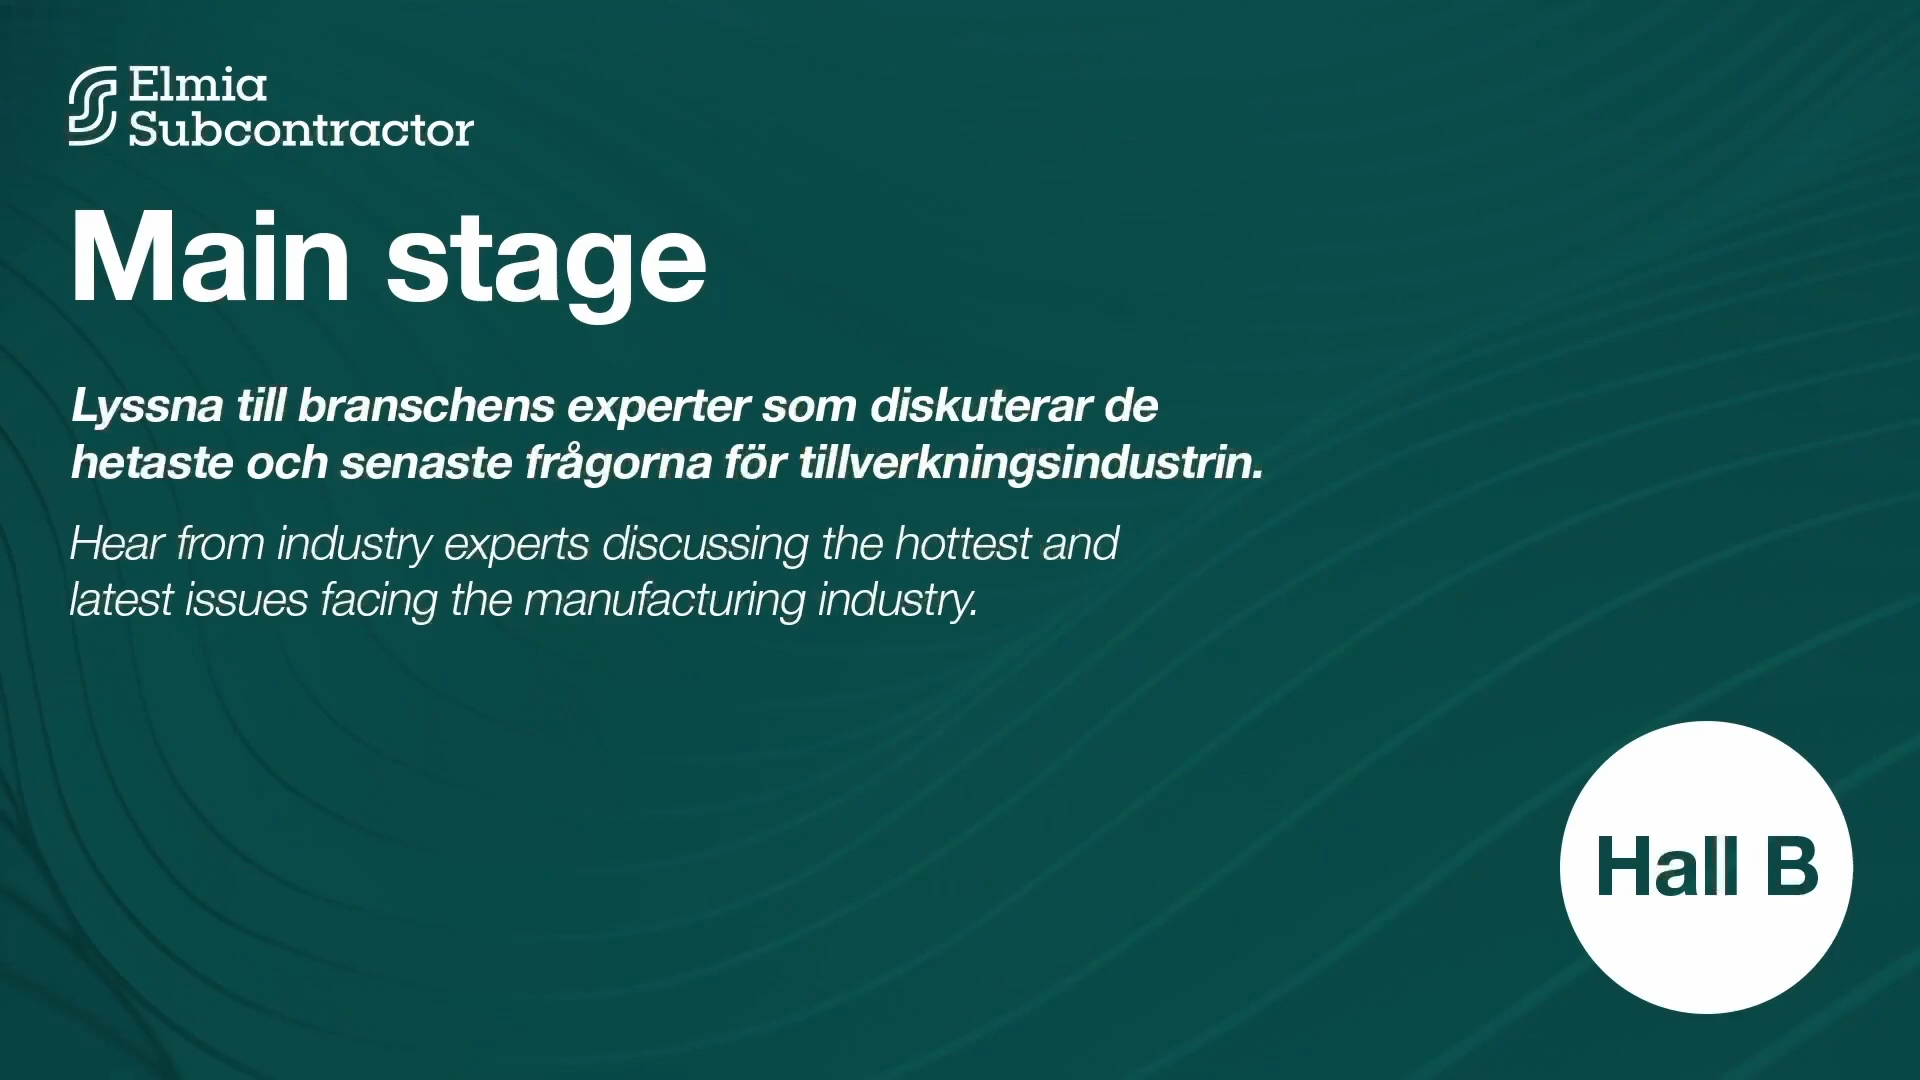 Elmia
Subcontractor
Main stage
Lyssna till branschens experter som diskuterar de
hetaste och senaste frågorna för tillverkningsindustrin.
Hear from industry experts discussing the hottest and
latest issues facing the manufacturing industry.
Hall B